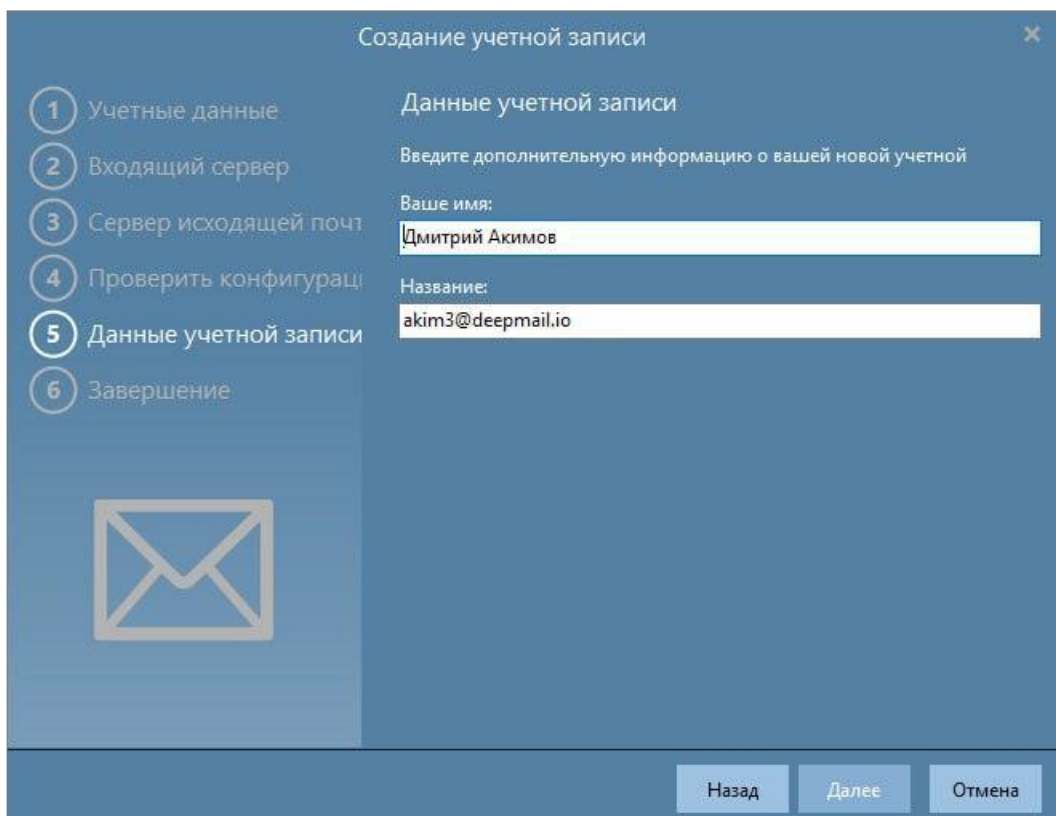 Создание учетной записи
1 Учетные данные
2 Входящий сервер
3 Сервер исходящей почт
4 Проверить конфигурац
5 Данные учетной записи
6 Завершение
Данные учетной записи
Введите дополнительную информацию о вашей новой учетной
Ваше имя:
Дмитрий Акимов
Название:
akim3@deepmail.io
Назад
Далее
Отмена